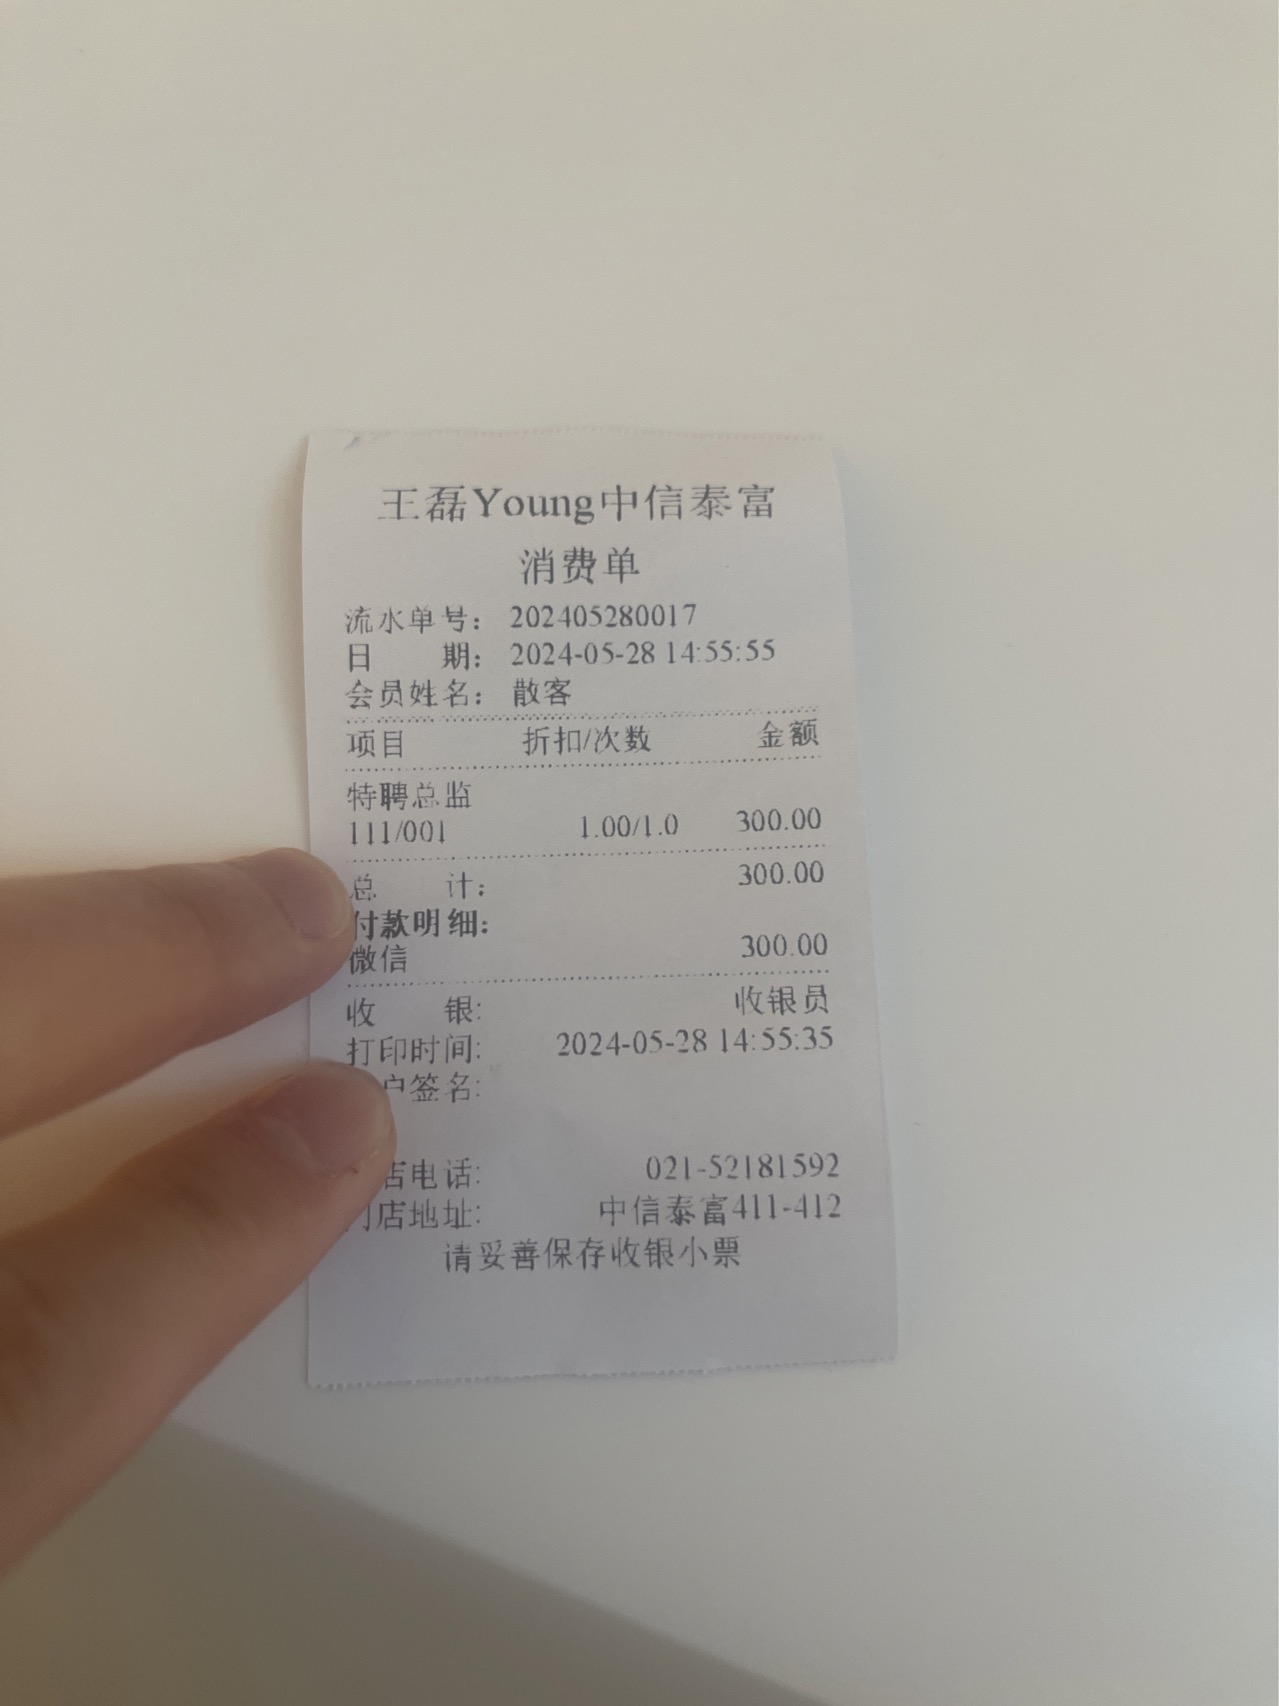 王磊Young中信泰富
消费单
流水单号： 202405280017
日 期： 2024-05-28 14:55:55
会员姓名： 散客
项目 折扣/次数 金额
特聘总监
111/001 1.00/1.0 300.00
总 计： 300.00
付款明细：
微信 300.00
收 银: 收银员
打印时间: 2024-05-28 14:55:35
户签名:
店电话: 021-52181592
门店地址: 中信泰富411-412
请妥善保存收银小票